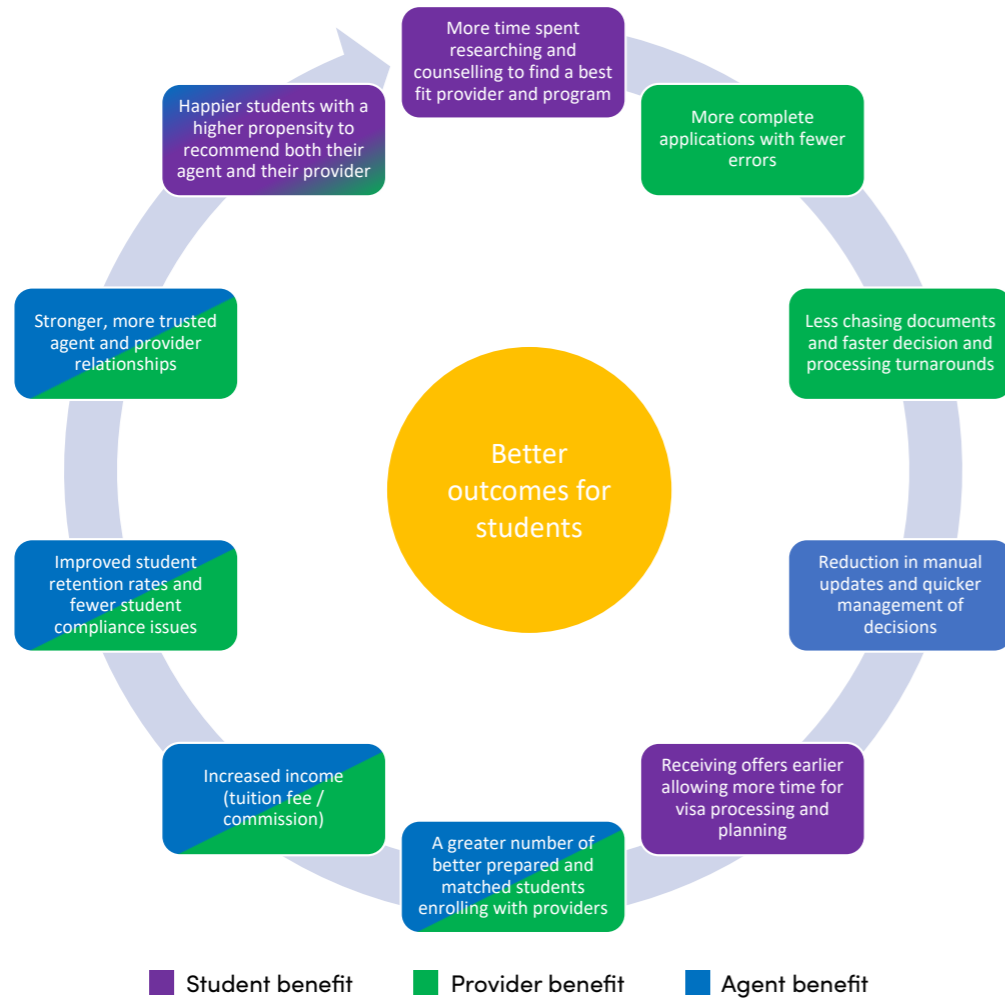 More time spent
researching and
counselling to find a best
fit provider and program
More complete
applications with fewer
errors
Less chasing documents
and faster decision and
processing turnarounds
Reduction in manual
updates and quicker
management of
decisions
Receiving offers earlier
allowing more time for
visa processing and
planning
A greater number of
better prepared and
matched students
enrolling with providers
Increased income
(tuition fee /
commission)
Improved student
retention rates and
fewer student
compliance issues
Stronger, more trusted
agent and provider
relationships
Happier students with a
higher propensity to
recommend both their
agent and their provider
Better
outcomes for
students
Student benefit
Provider benefit
Agent benefit